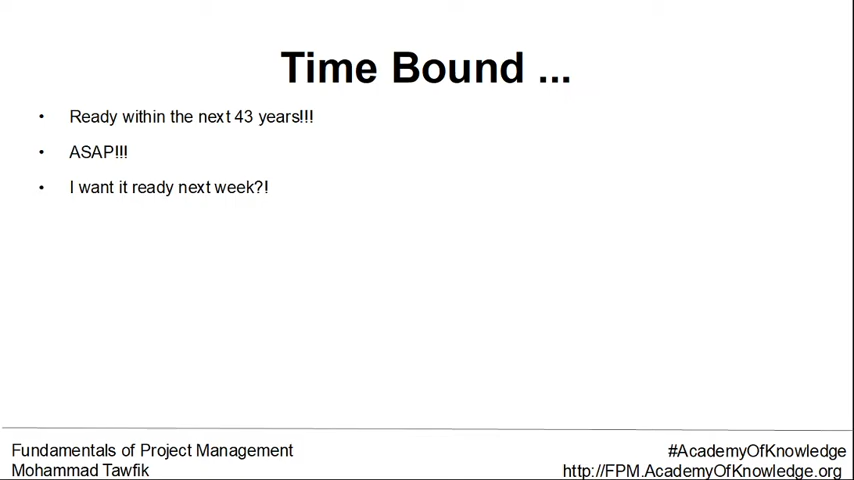 Time Bound ...
• Ready within the next 43 years!!!
• ASAP!!!
• I want it ready next week?!
Fundamentals of Project Management
Mohammad Tawfik
#AcademyOfKnowledge
http://FPM.AcademyOfKnowledge.org